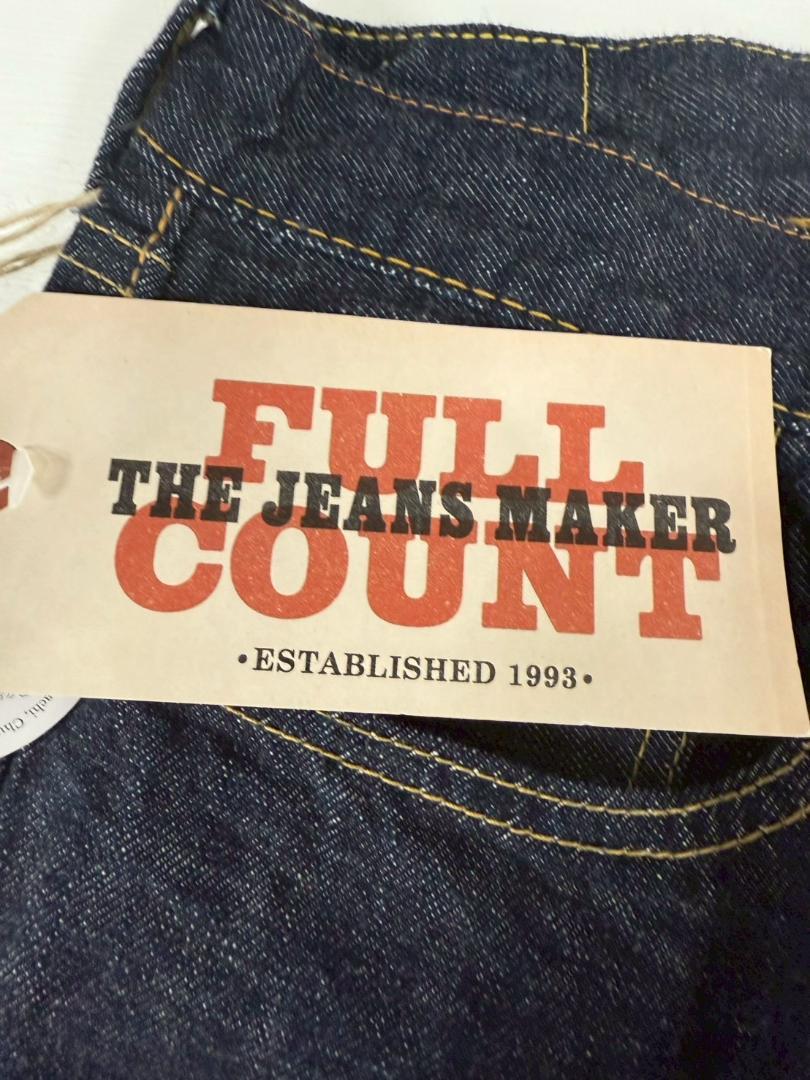 FULL
THE JEANS MAKER
COUNT
•ESTABLISHED 1993•